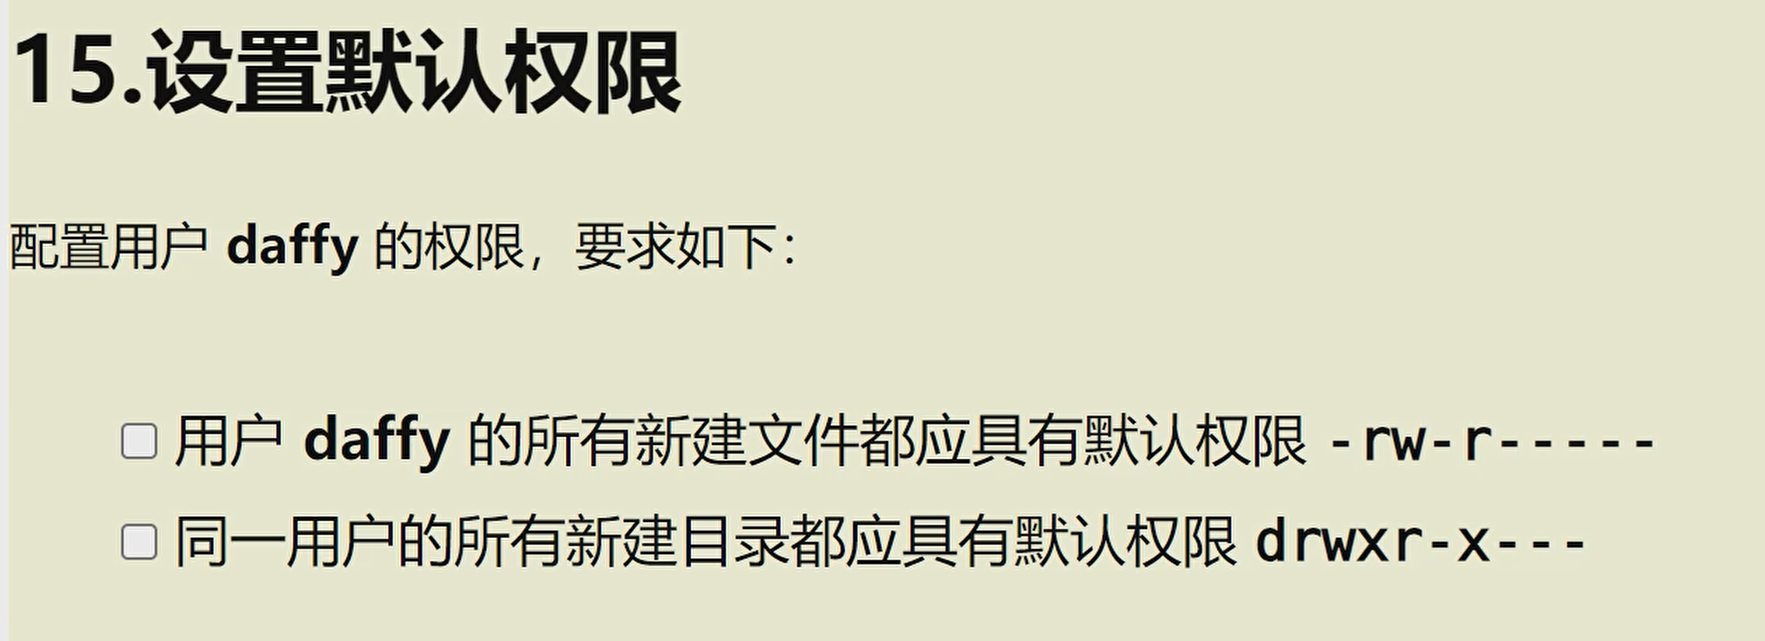 15.设置默认权限
配置用户 daffy 的权限，要求如下：
用户 daffy 的所有新建文件都应具有默认权限 -rw-r-----
同一用户的所有新建目录都应具有默认权限 drwxr-x---